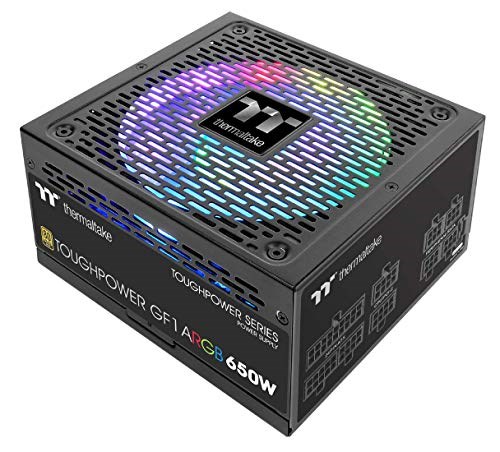 thermaltake
thermaltake
TOUGHPOWER SERIES
POWER SUPPLY
TOUGHPOWER GF1 ARGB 650W
thermaltake